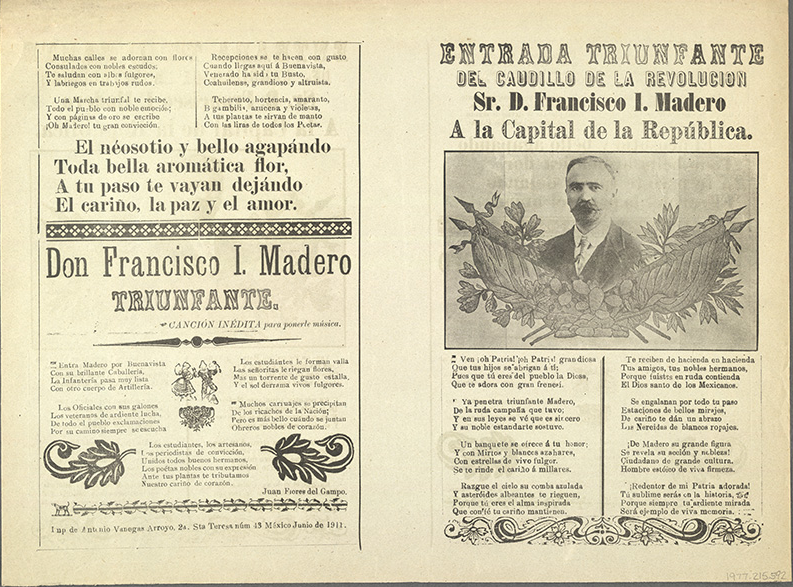 Muchas calles se adornan con flores
Consulados con nobles escudos;
Te saludan con albos fulgores,
Y labriegos en trabajos rudos.
Una Marcha triunfal te recibe,
Todo el pueblo con noble emoción;
Y con páginas de oro se escribe
¡Oh Madero! tu gran convicción.
Recepciones se te hacen con gusto
Cuando llegas aquí á Buenavista,
Venerado ha sido tu Busto,
Coahuilense, grandioso y altruista.
Teherento, hortencia, amaranto,
Bugambilia, azucena y violetas,
A tus plantas te sirvan de manto
Con las liras de todos los Poetas.
El néosotio y bello agapándo
Toda bella aromática flor,
A tu paso te vayan dejándo
El cariño, la paz y el amor.
Don Francisco I. Madero
TRIUNFANTE.
CANCIÓN INÉDITA para ponerle música.
Entra Madero por Buenavista
Con su brillante Caballería,
La Infantería pasa muy lista
Con otro cuerpo de Artillería.
Los Oficiales con sus galones
Los veteranos de ardiente lucha,
De todo el pueblo exclamaciones
Por su camino siempre se escucha
Los estudiantes le forman valla
Las señoritas le riegan flores,
Mas un torrente de gusto estalla,
Y el sol derrama vivos fulgores.
Muchos carruajes se precipitan
De los ricachos de la Nación;
Pero es más bello cuando se juntan
Obreros nobles de corazón.
Los estudiantes, los artesanos,
Los periodistas de convicción,
Unidos todos buenos hermanos,
Los poétas nobles con su expresión
Ante tus plantas te tributamos
Nuestro cariño de corazón.
Juan Flores del Campo.
Imp. de Antonio Vanegas Arroyo, 2a. Sta Teresa núm 43 México Junio de 1911.
ENTRADA TRIUNFANTE
DEL CAUDILLO DE LA REVOLUCION
Sr. D. Francisco I. Madero
A la Capital de la República.
Ven ¡oh Patria! ¡oh Patria! grandiosa
Que tus hijos se abrigan á tí;
Pues que tú eres del pueblo la Diosa,
Que te adora con gran frenesí.
Ya penetra triunfante Madero,
De la ruda campaña que tuvo;
Y en sus leyes se vé que es sincero
Y su noble estandarte sostuvo.
Un banquete se ofrece á tu honor;
Y con Mirtos y blancos azahares,
Con estrellas de vivo fulgor,
Se te rinde el cariño á millares.
Razgue el cielo su comba azulada
Y asteróides albeantes te rieguen,
Porque tú eres el alma inspirada
Que con fé tu cariño mantienen.
Te reciben de hacienda en hacienda
Tus amigos, tus nobles hermanos,
Porque fuistes en ruda contienda
El Dios santo de los Mexicanos.
Se engalanan por todo tu paso
Estaciones de bellos mirajes,
De cariño te dán un abrazo
Las Nereidas de blancos ropajes.
¡De Madero su grande figura
Se revela su acción y nobleza!
Ciudadano de grande cultura.
Hombre estóico de viva firmeza.
¡Redentor de mi Patria adorada!
Tú sublime serás en la historia,
Porque siempre tu ardiente mirada
Será ejemplo de viva memoria.
1977.215.592